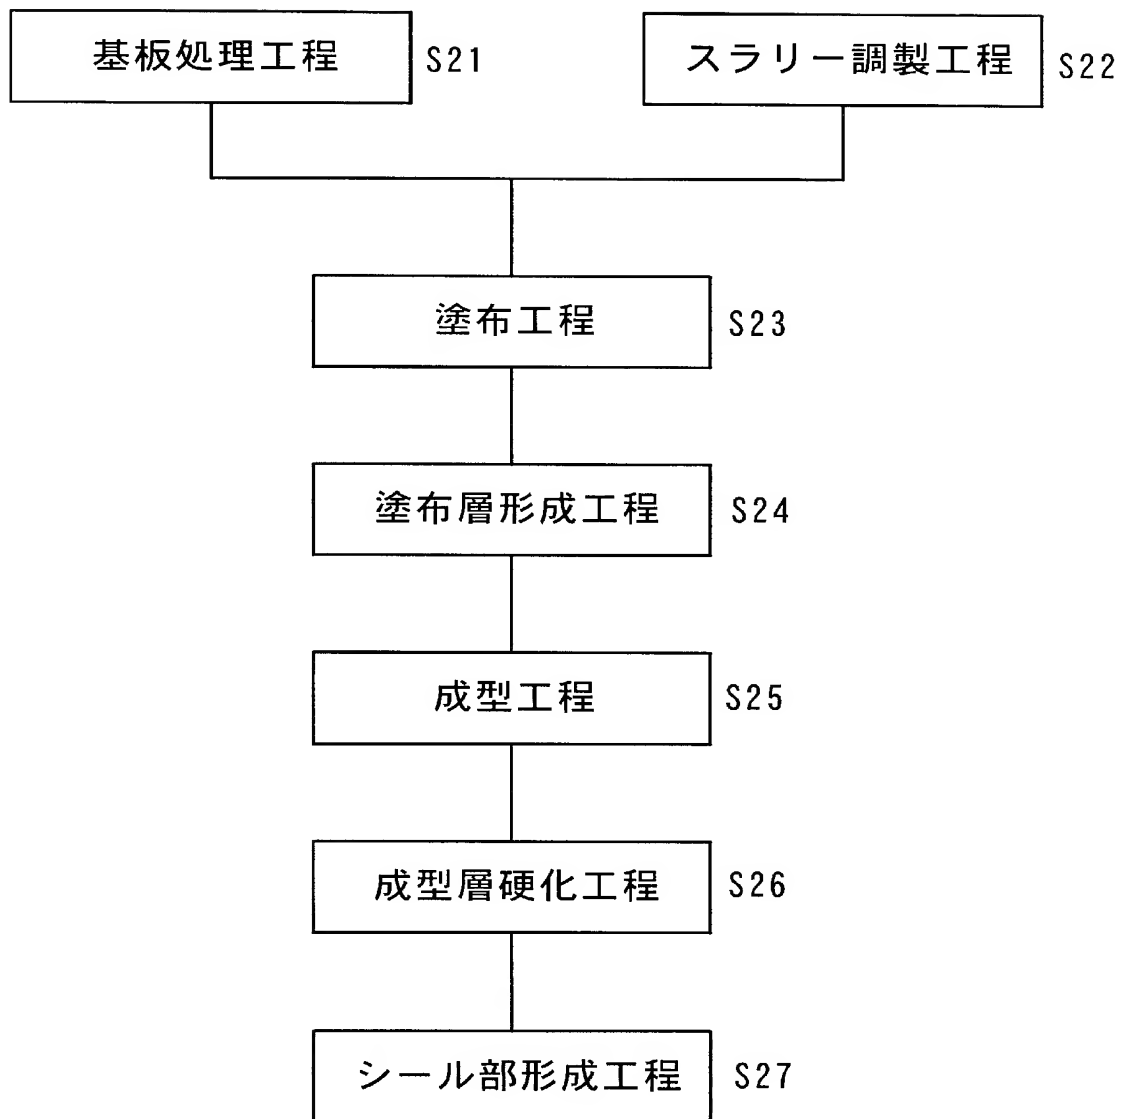 基板処理工程 S21
スラリー調製工程 S22
塗布工程 S23
塗布層形成工程 S24
成型工程 S25
成型層硬化工程 S26
シール部形成工程 S27